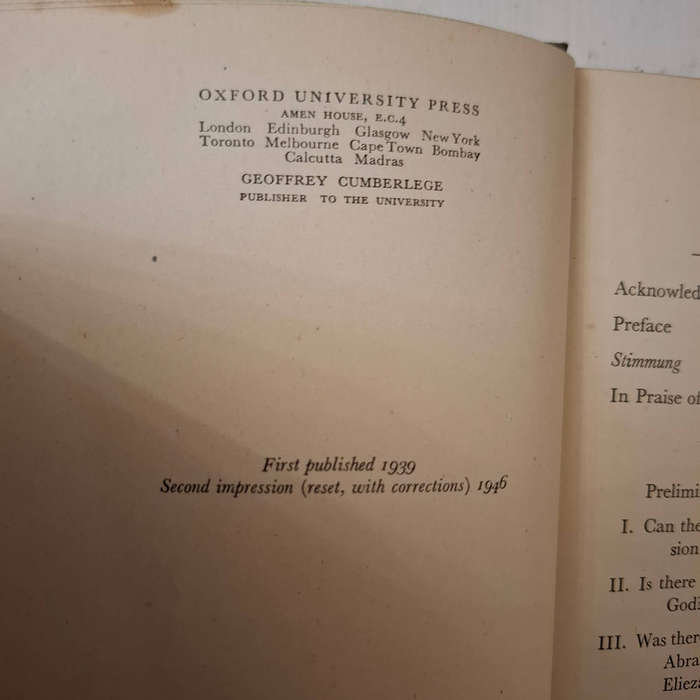 OXFORD UNIVERSITY PRESS
AMEN HOUSE, E.C.4
London Edinburgh Glasgow New York
Toronto Melbourne Cape Town Bombay
Calcutta Madras
GEOFFREY CUMBERLEGE
PUBLISHER TO THE UNIVERSITY
First published 1939
Second impression (reset, with corrections) 1946
Acknowled
Preface
Stimmung
In Praise of
Prelimi
I. Can the
sion
II. Is there
God?
III. Was ther
Abra
Elieza